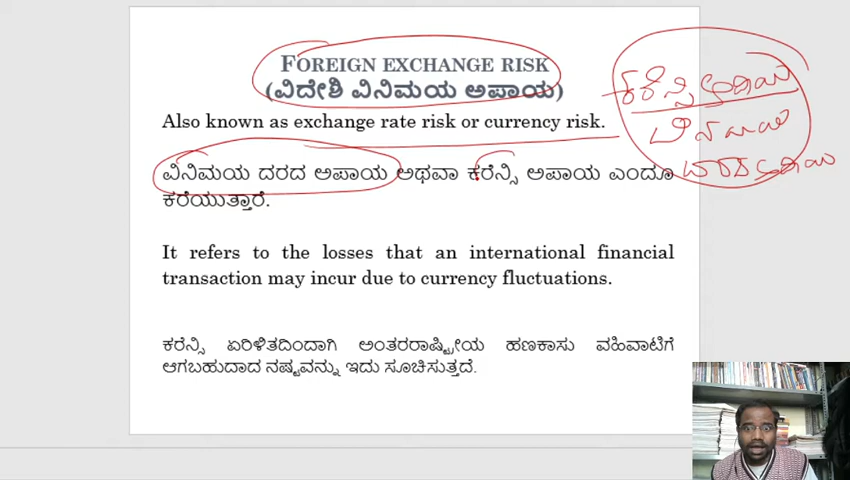 FOREIGN EXCHANGE RISK
(ವಿದೇಶಿ ವಿನಿಮಯ ಅಪಾಯ)
Also known as exchange rate risk or currency risk.
ವಿನಿಮಯ ದರದ ಅಪಾಯ ಅಥವಾ ಕರೆನ್ಸಿ ಅಪಾಯ ಎಂದೂ
ಕರೆಯುತ್ತಾರೆ.
It refers to the losses that an international financial
transaction may incur due to currency fluctuations.
ಕರೆನ್ಸಿ ಏರಿಳಿತದಿಂದಾಗಿ ಅಂತರರಾಷ್ಟ್ರೀಯ ಹಣಕಾಸು ವಹಿವಾಟಿಗೆ
ಆಗಬಹುದಾದ ನಷ್ಟವನ್ನು ಇದು ಸೂಚಿಸುತ್ತದೆ.
ಕರೆನ್ಸಿ